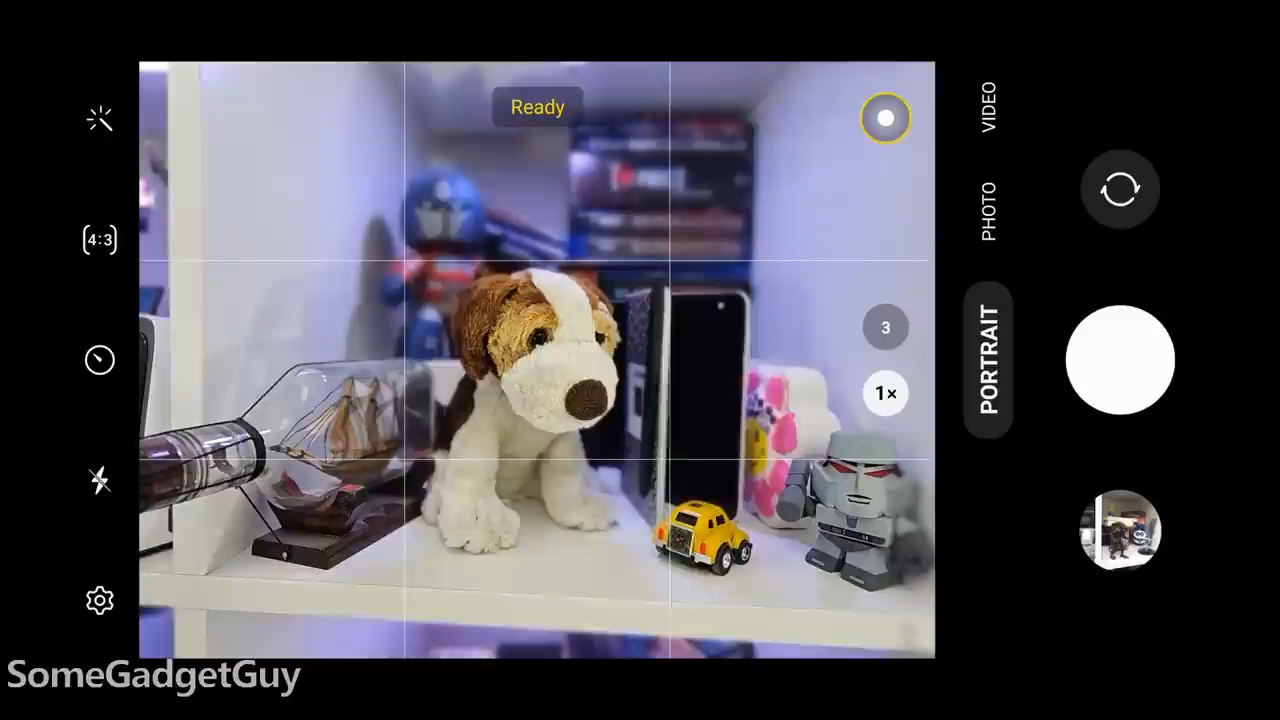 Ready
4:3
3
1×
VIDEO
PHOTO
PORTRAIT
SomeGadgetGuy